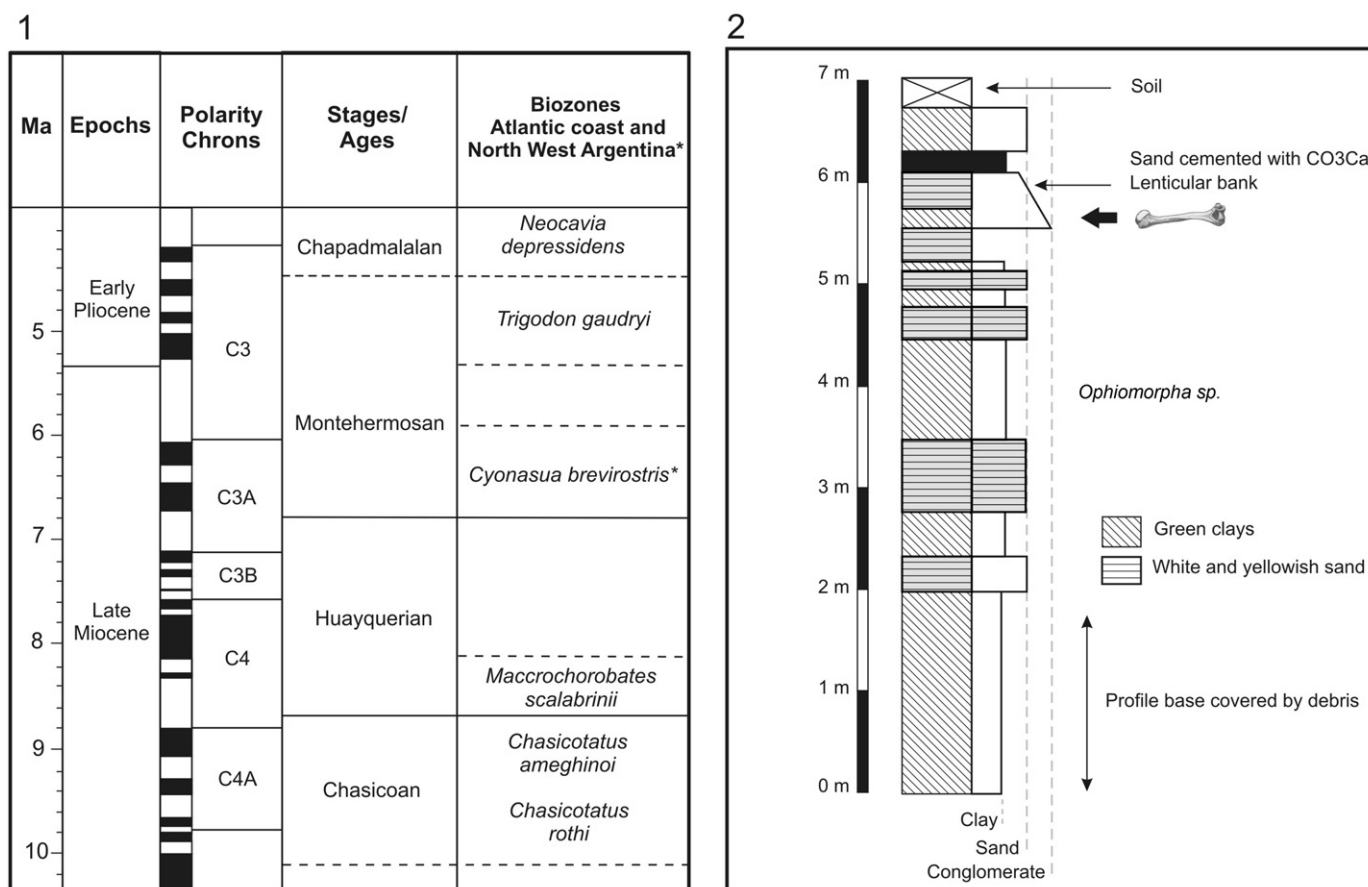 1
Ma
Epochs
Polarity
Chrons
Stages/
Ages
Biozones
Atlantic coast and
North West Argentina*
5
6
7
8
9
10
Early
Pliocene
Late
Miocene
C3
C3A
C3B
C4
C4A
Chapadmalalan
Montehermosan
Huayquerian
Chasicoan
Neocavia
depressidens
Trigodon gaudryi
Cyonasua brevirostris*
Maccrochorobates
scalabrinii
Chasicotatus
ameghinoi
Chasicotatus
rothi
2
7 m
6 m
5 m
4 m
3 m
2 m
1 m
0 m
Soil
Sand cemented with CO3Ca
Lenticular bank
Ophiomorpha sp.
Green clays
White and yellowish sand
Profile base covered by debris
Clay
Sand
Conglomerate